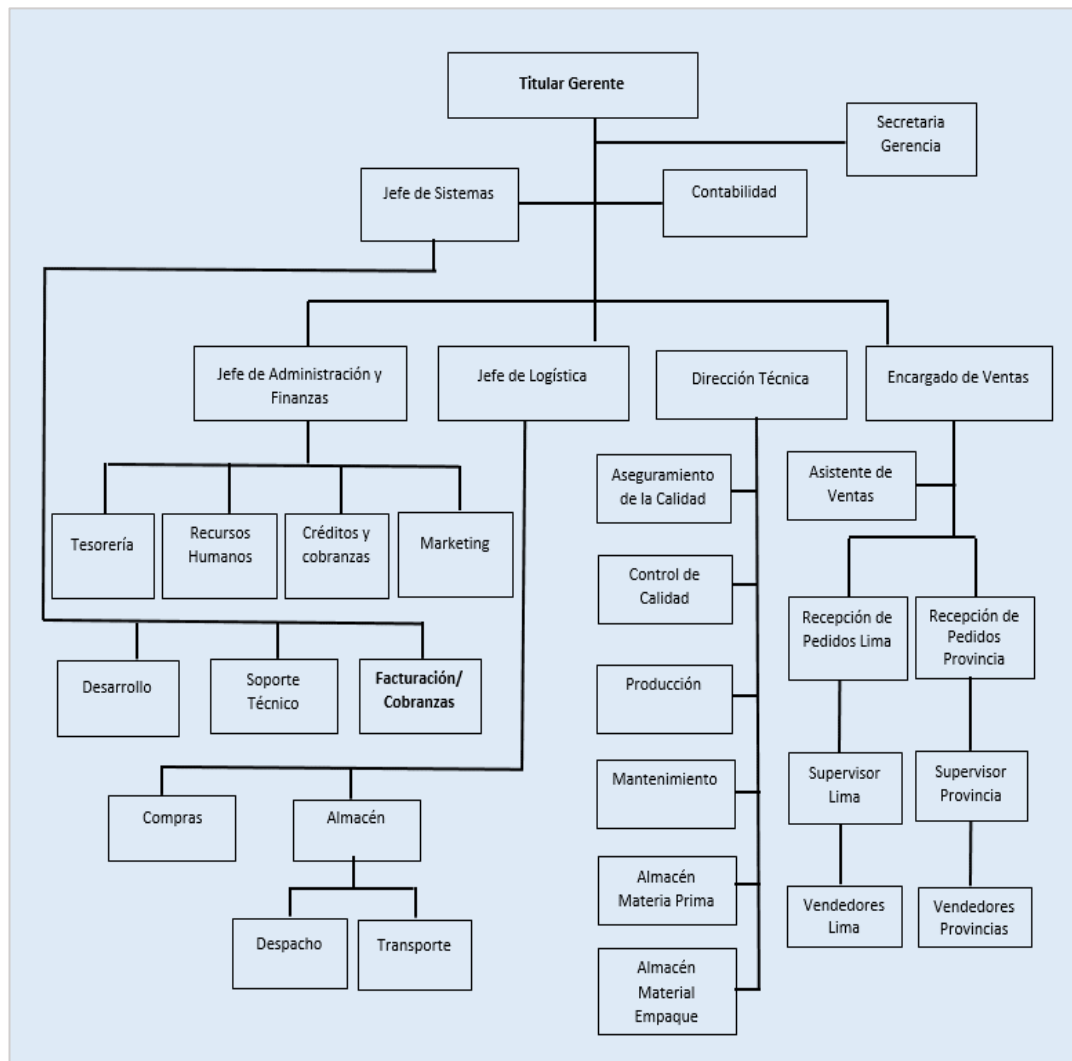 Titular Gerente
Secretaria
Gerencia
Jefe de Sistemas
Contabilidad
Jefe de Administración y
Finanzas
Jefe de Logística
Dirección Técnica
Encargado de Ventas
Aseguramiento
de la Calidad
Asistente de
Ventas
Tesorería
Recursos
Humanos
Créditos y
cobranzas
Marketing
Control de
Calidad
Recepción de
Pedidos Lima
Recepción de
Pedidos
Provincia
Desarrollo
Soporte
Técnico
Facturación/
Cobranzas
Producción
Mantenimiento
Supervisor
Lima
Supervisor
Provincia
Compras
Almacén
Almacén
Materia Prima
Vendedores
Lima
Vendedores
Provincias
Despacho
Transporte
Almacén
Material
Empaque